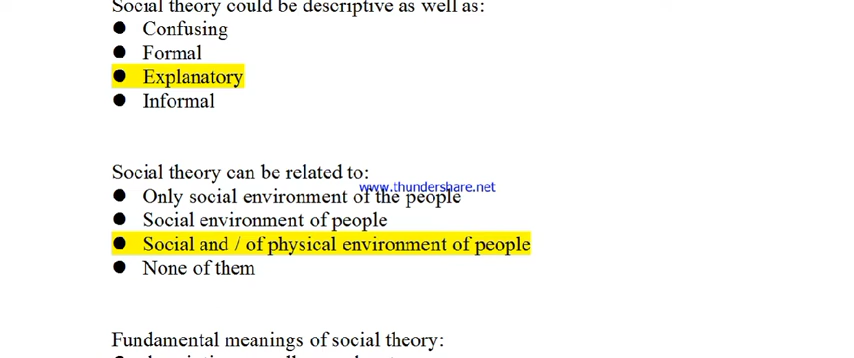 Social theory could be descriptive as well as:
● Confusing
● Formal
● Explanatory
● Informal
Social theory can be related to:
www.thundershare.net
● Only social environment of the people
● Social environment of people
● Social and / of physical environment of people
● None of them
Fundamental meanings of social theory: